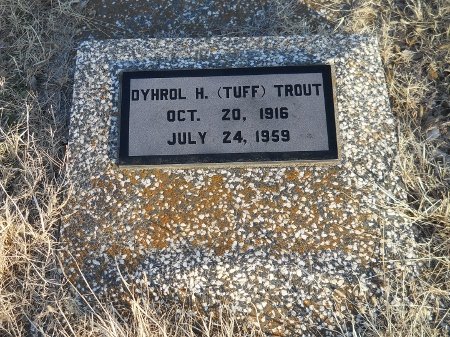 DYHROL H. (TUFF) TROUT
OCT. 20, 1916
JULY 24, 1959